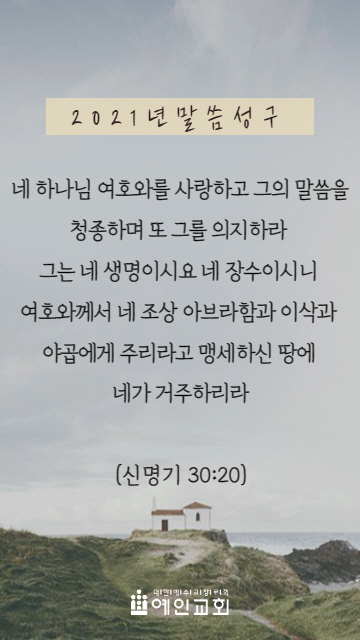 2021년말씀성구
네 하나님 여호와를 사랑하고 그의 말씀을
청종하며 또 그를 의지하라
그는 네 생명이시요 네 장수이시니
여호와께서 네 조상 아브라함과 이삭과
야곱에게 주리라고 맹세하신 땅에
네가 거주하리라
(신명기 30:20)
예인교회